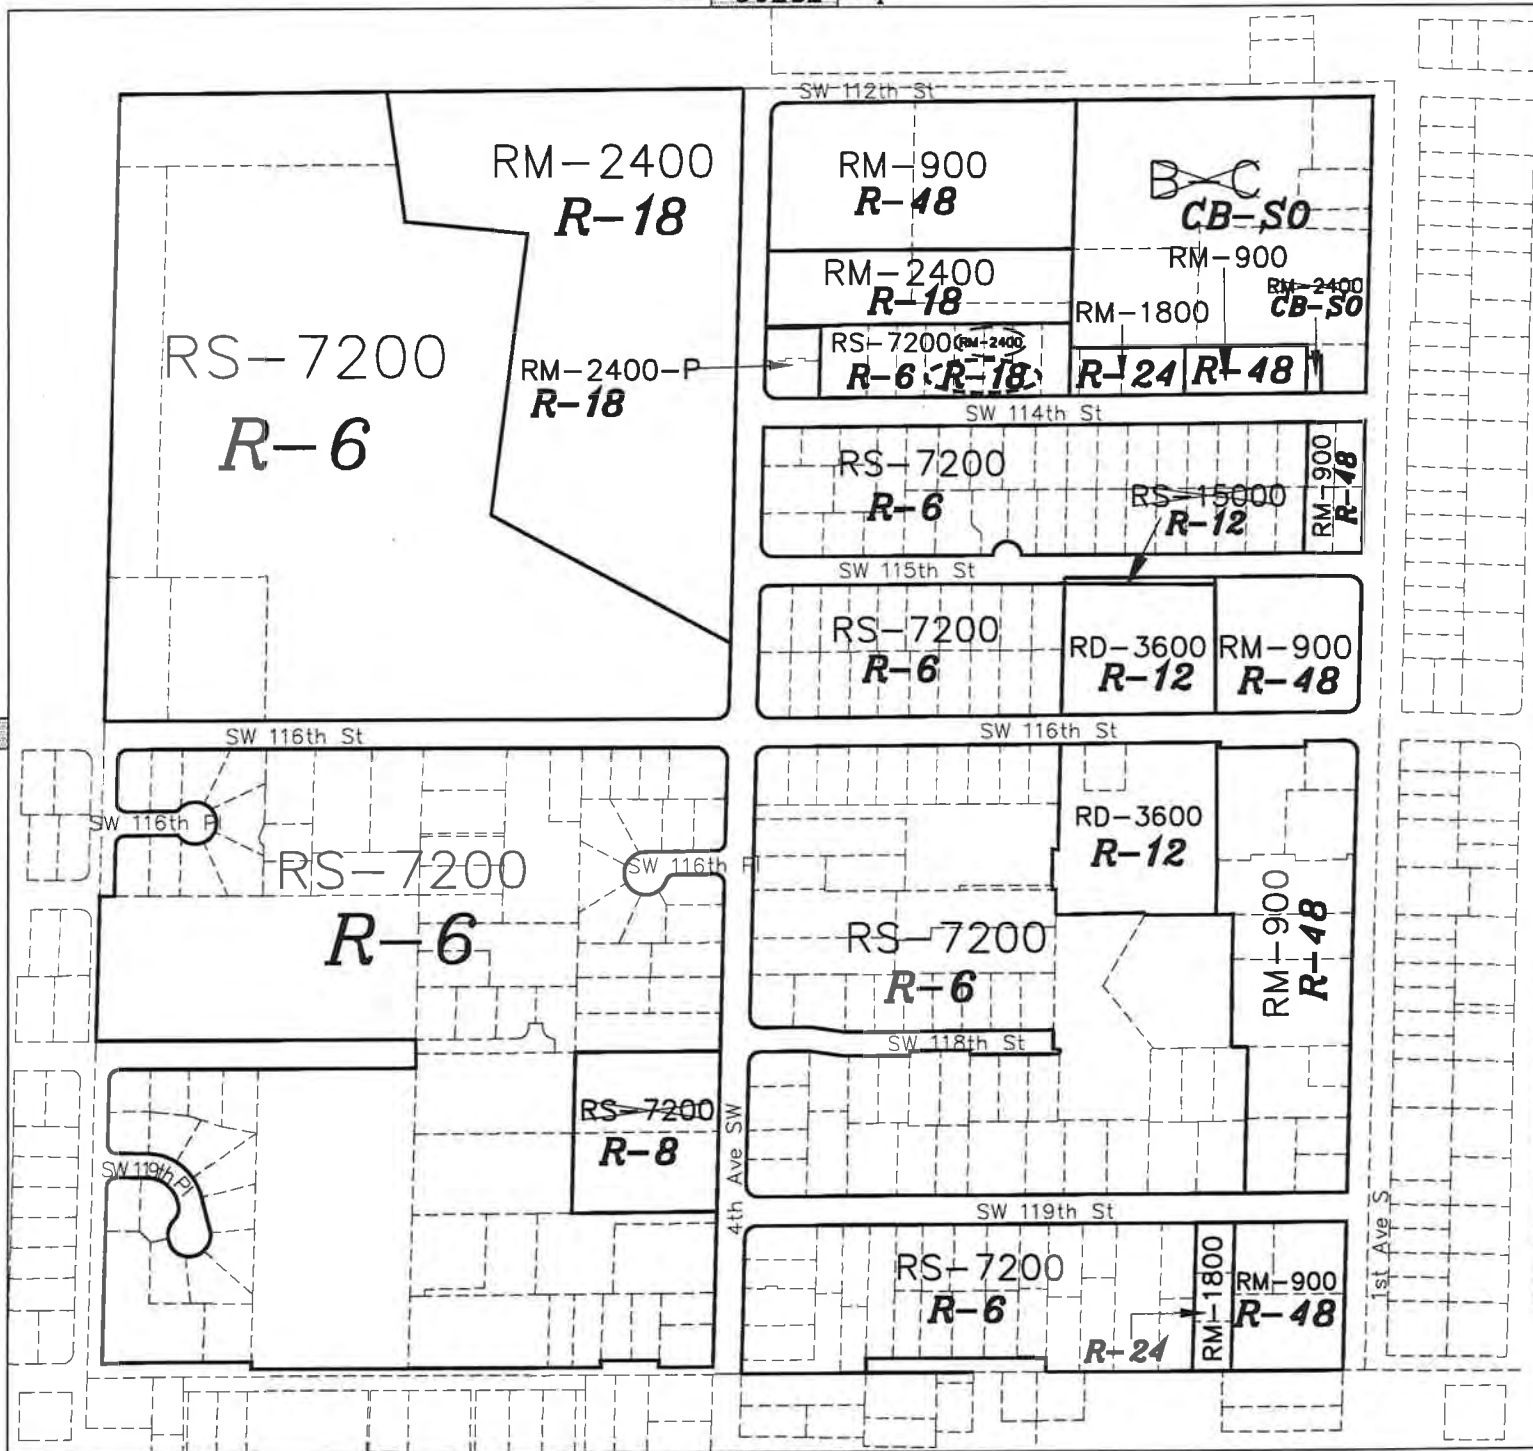 SW 112th St
RM-2400
R-18
RM-900
R-48
B-C
CB-SO
RM-2400
R-18
RM-900
RM-2400
CB-SO
RM-1800
RS-7200
R-6
RM-2400-P
R-18
RS-7200
R-6
RM-2400
R-18
R-24
R-48
SW 114th St
RS-7200
R-6
RS-15000
R-12
RM-900
R-48
SW 115th St
RS-7200
R-6
RD-3600
R-12
RM-900
R-48
SW 116th St
SW 116th St
SW 116th Pl
RS-7200
R-6
SW 116th Pl
RD-3600
R-12
RS-7200
R-6
RM-900
R-48
SW 118th St
RS-7200
R-8
4th Ave SW
SW 119th Pl
SW 119th St
1st Ave S
RS-7200
R-6
R-24
RM-1800
RM-900
R-48